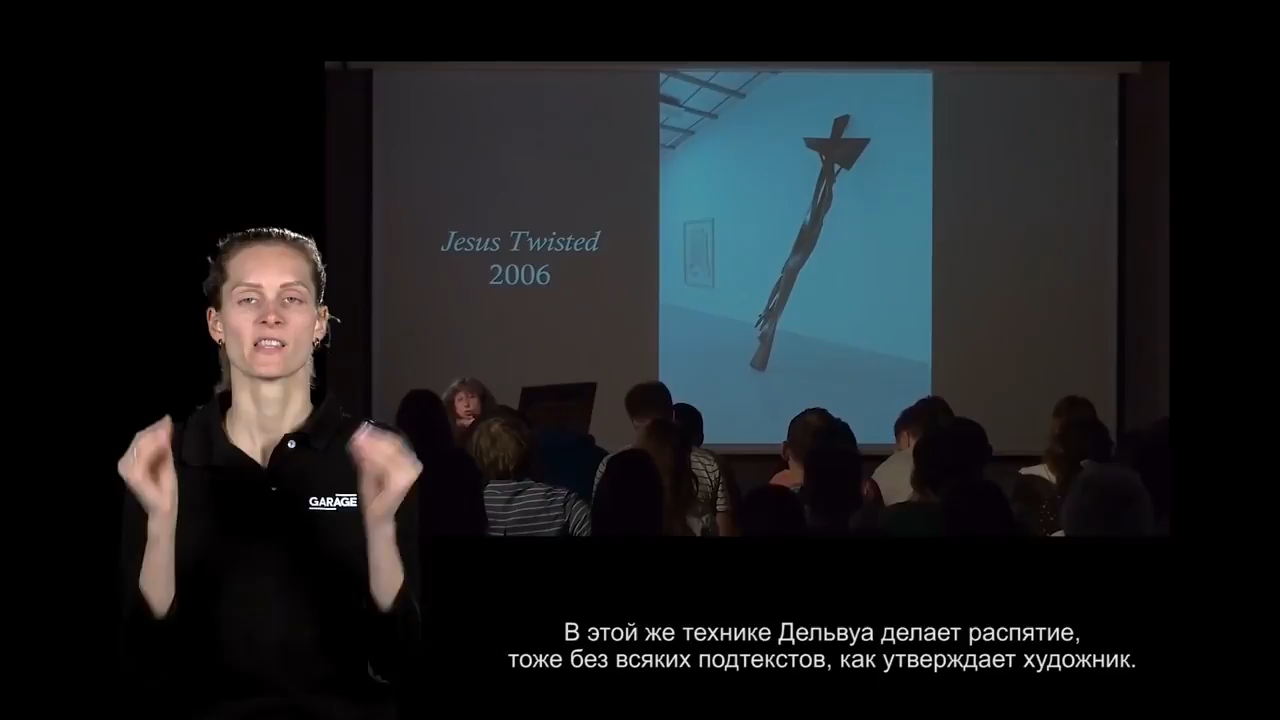 Jesus Twisted
2006
GARAGE
В этой же технике Дельвуа делает распятие,
тоже без всяких подтекстов, как утверждает художник.